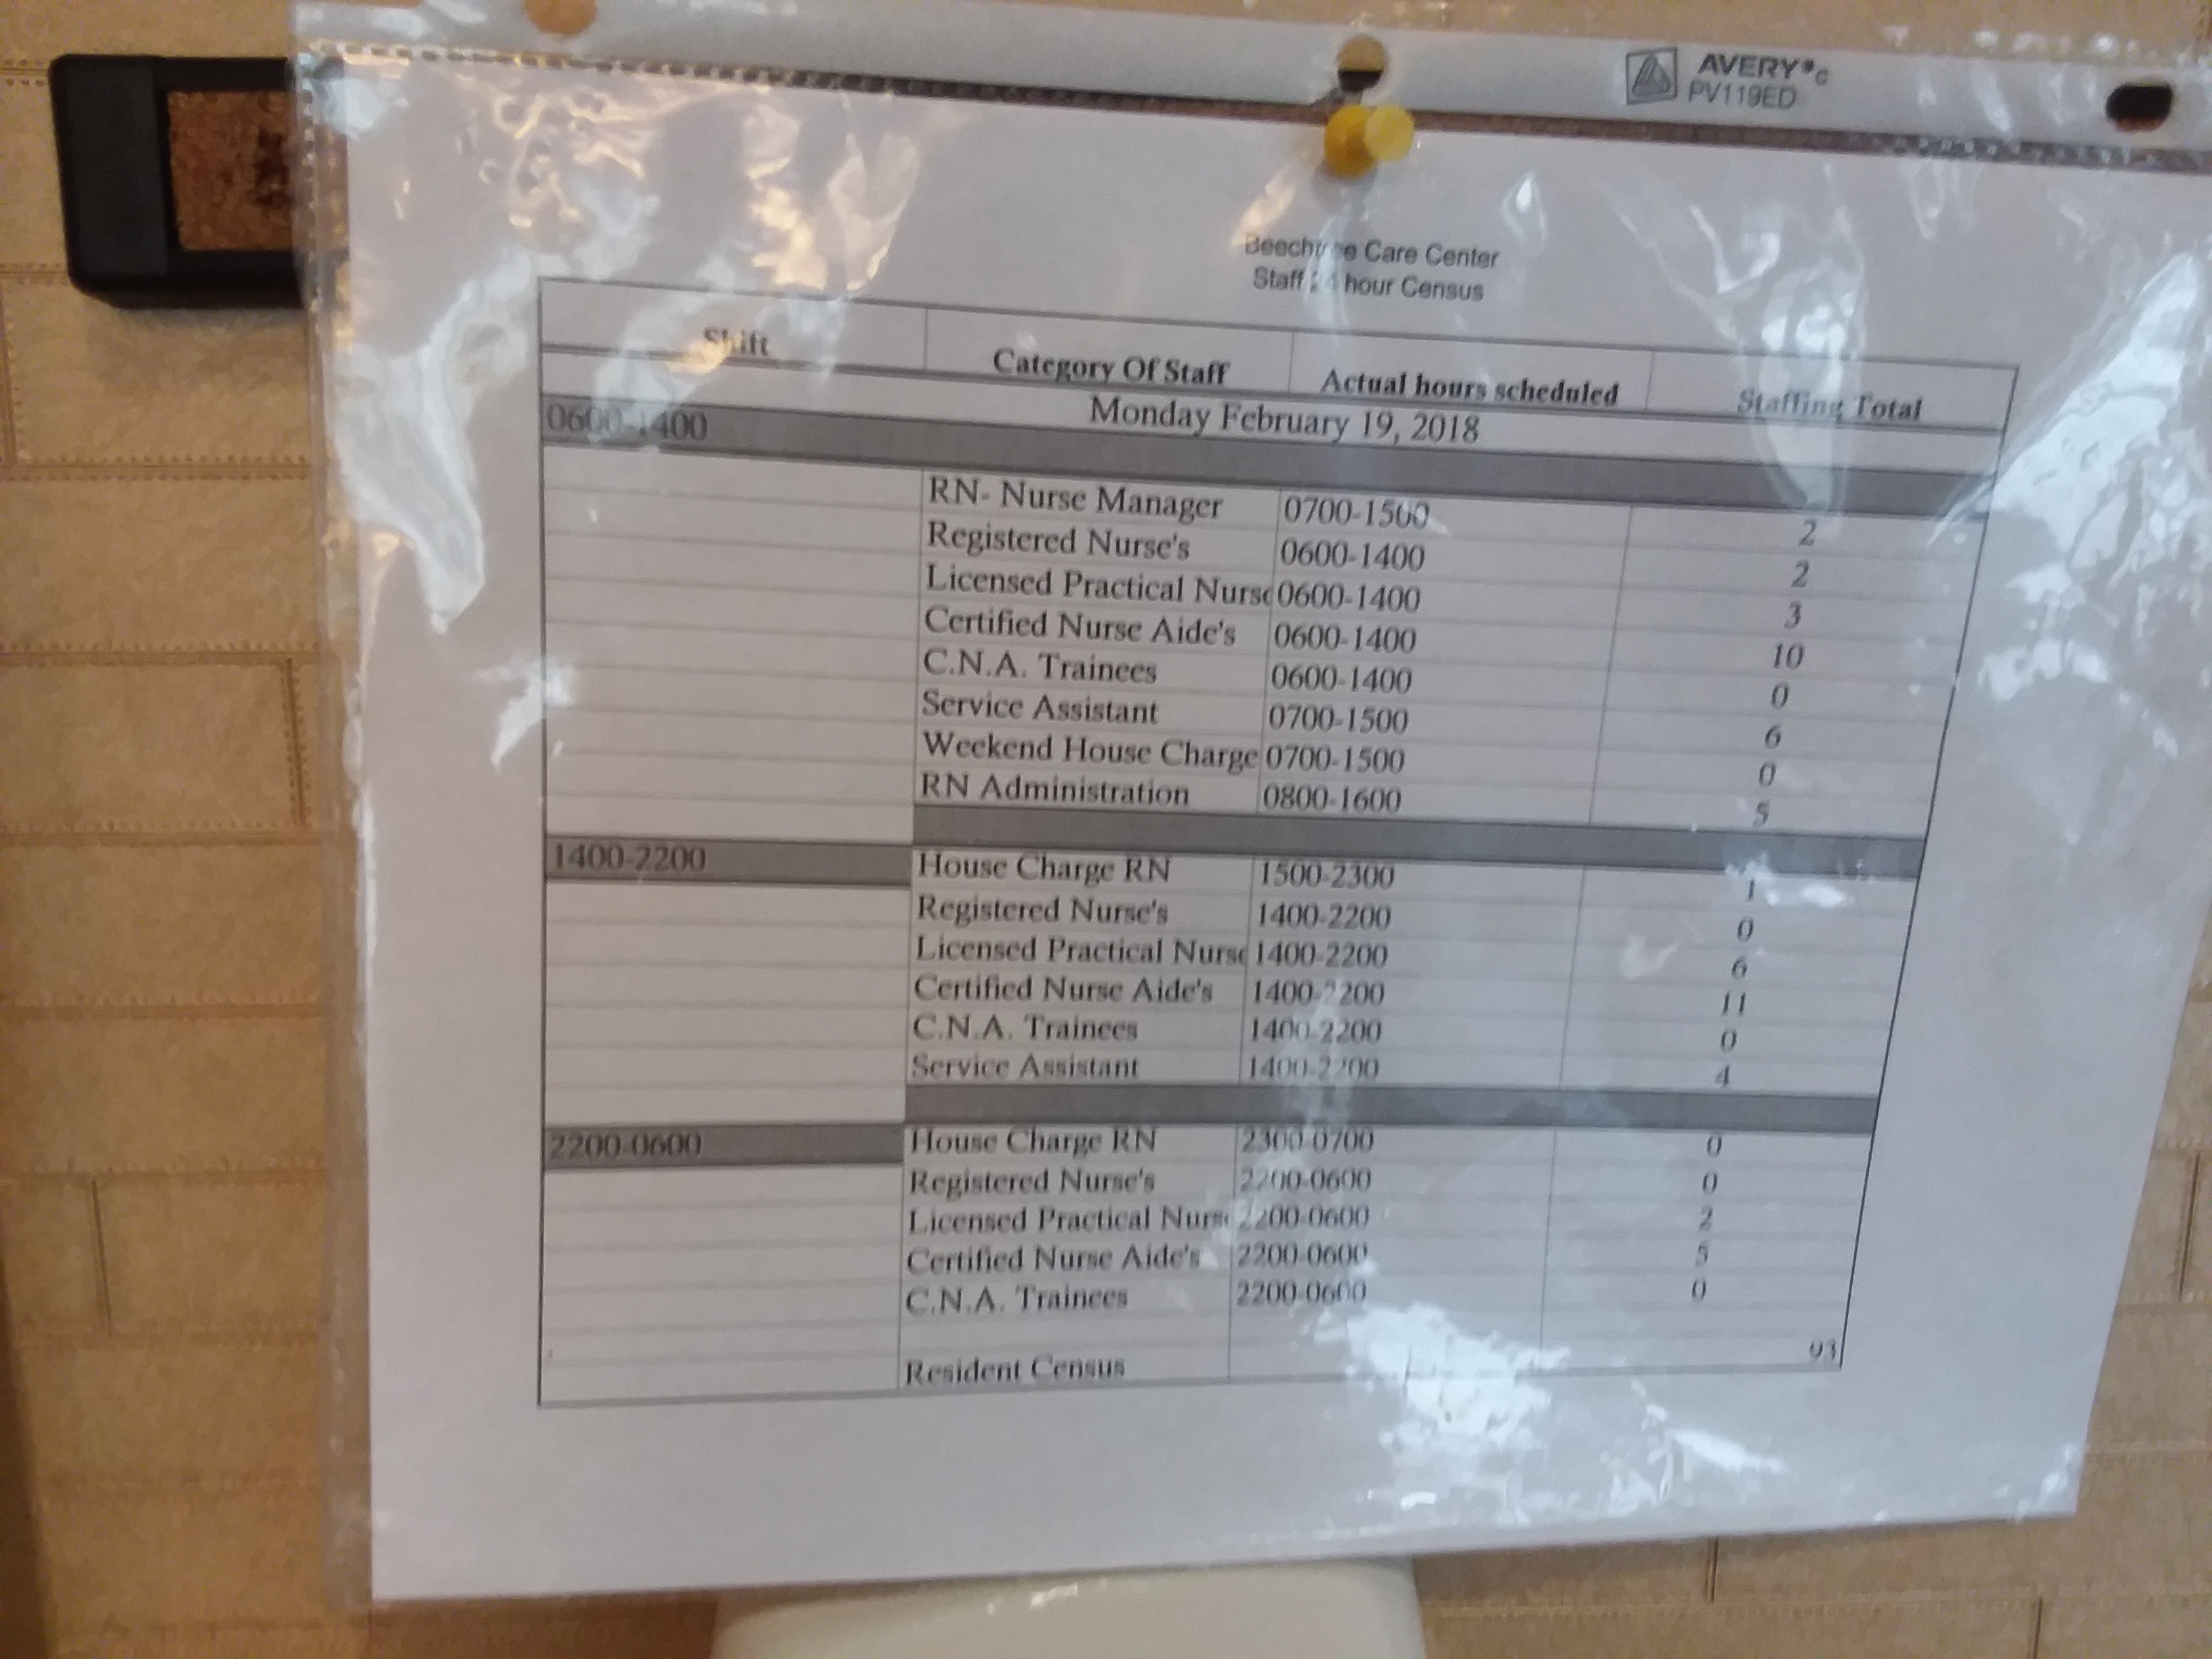 AVERY®
PV119ED
Care Center
Staff hour Census
Shift Category Of Staff Actual hours scheduled Staffing Total
Monday February 19, 2018
0600-1400
RN- Nurse Manager 0700-1500 2
Registered Nurse's 0600-1400 2
Licensed Practical Nurse 0600-1400 3
Certified Nurse Aide's 0600-1400 10
C.N.A. Trainees 0600-1400 0
Service Assistant 0700-1500 6
Weekend House Charge 0700-1500 0
RN Administration 0800-1600 5
1400-2200 House Charge RN 1500-2300 1
Registered Nurse's 1400-2200 0
Licensed Practical Nurse 1400-2200 6
Certified Nurse Aide's 1400-2200 11
C.N.A. Trainees 1400-2200 0
Service Assistant 1400-2200 4
2200-0600 House Charge RN 2300-0700 0
Registered Nurse's 2200-0600 0
Licensed Practical Nurs 2200-0600 2
Certified Nurse Aide's 2200-0600 5
C.N.A. Trainees 2200-0600 0
Resident Census